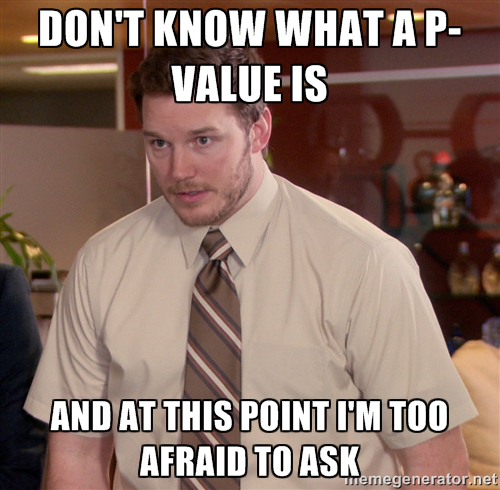 DON'T KNOW WHAT A P-
VALUE IS
AND AT THIS POINT I'M TOO
AFRAID TO ASK
memegenerator.net